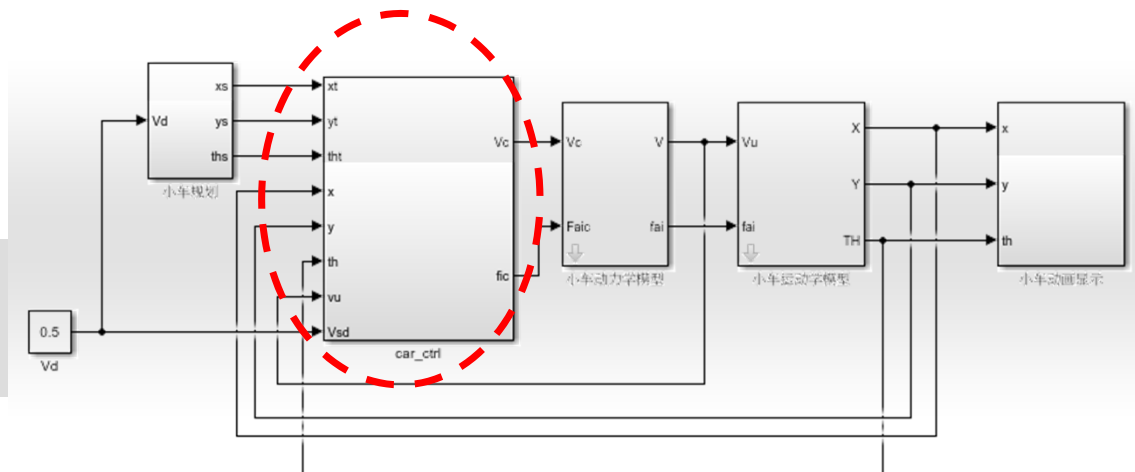 xs
ys
ths
Vd
小车规划
xt
yt
tht
x
y
th
vu
Vsd
Vc
fic
car_ctrl
Vc
Faic
V
fai
小车动力学模型
Vu
fai
X
Y
TH
小车运动学模型
x
y
th
小车动画显示
0.5
Vd